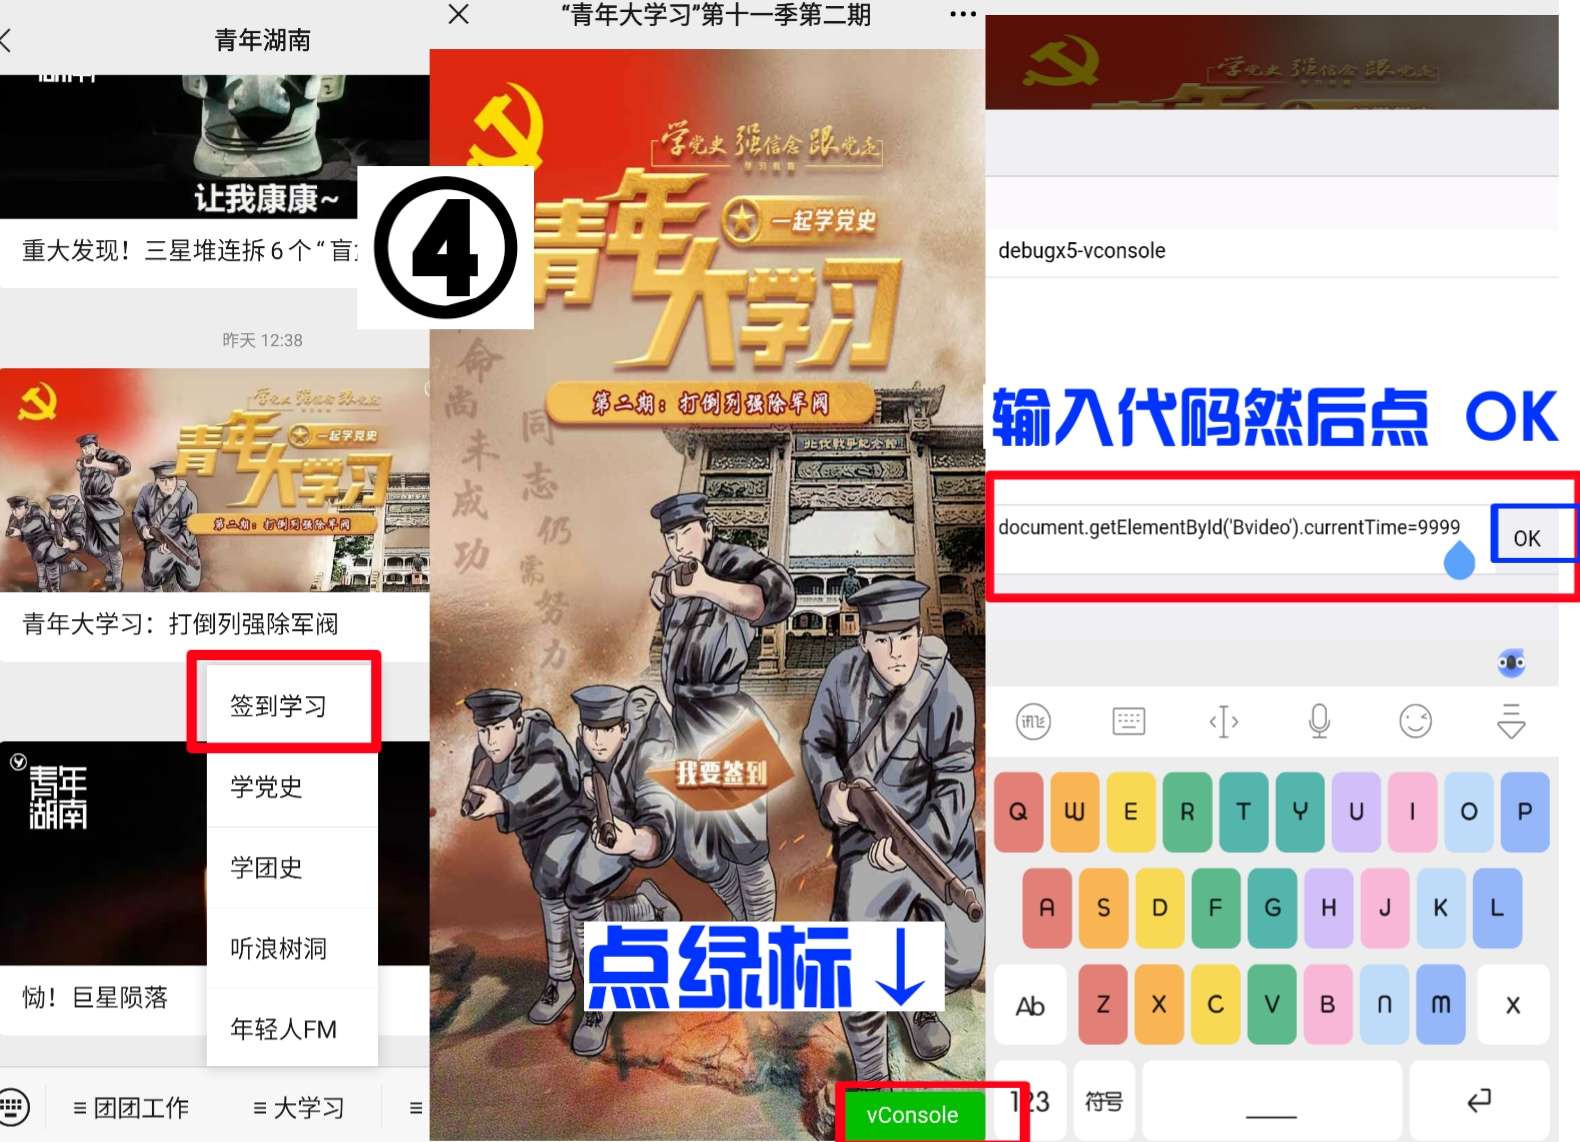 青年湖南
让我康康~
重大发现！三星堆连拆6个“盲
昨天 12:38
学党史 强信念 跟党走
青年大学习
一起学党史
第二期：打倒列强除军阀
青年大学习：打倒列强除军阀
签到学习
学党史
学团史
听浪树洞
年轻人FM
青年
湖南
恸！巨星陨落
团团工作
大学习
④
“青年大学习”第十一季第二期
学党史 强信念 跟党走
学习教育
青年大学习
一起学党史
第二期：打倒列强除军阀
命尚未成功
同志仍需努力
我要签到
点绿标↓
vConsole
学党史 强信念 跟党走
debugx5-vconsole
输入代码然后点 OK
document.getElementById('Bvideo').currentTime=9999
OK
讯飞
Q W E R T Y U I O P
A S D F G H J K L
Ab Z X C V B N M X
123 符号